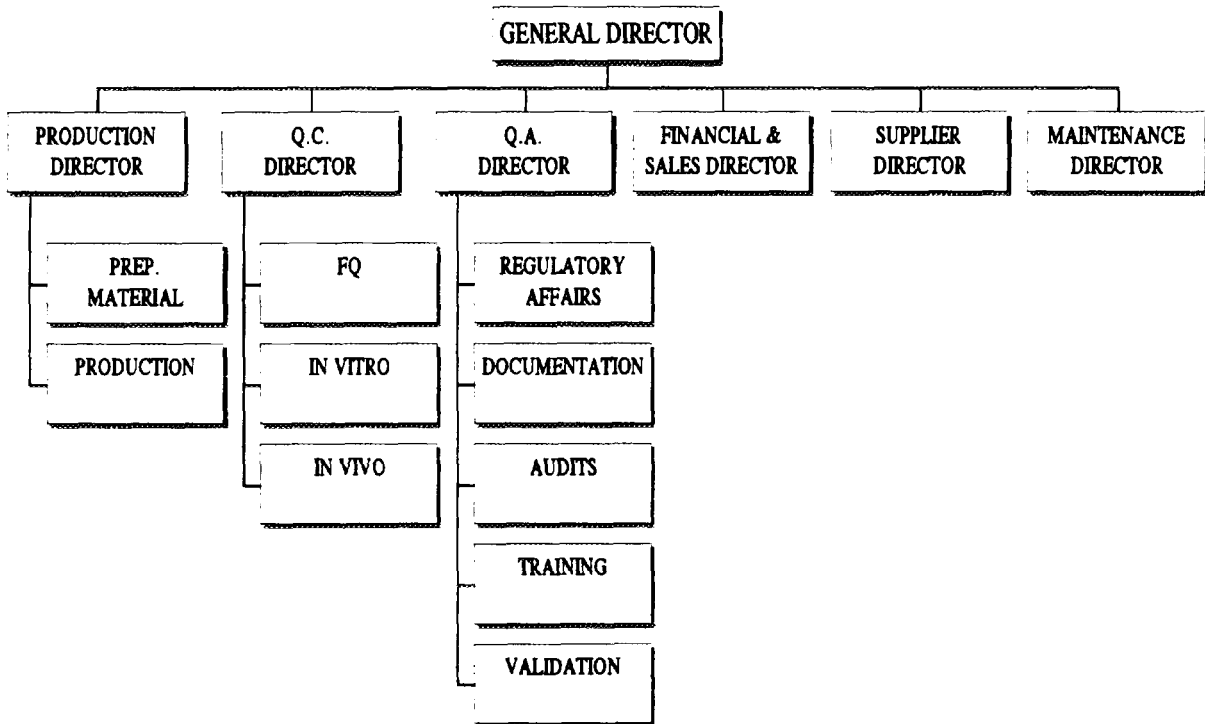 GENERAL DIRECTOR
PRODUCTION
DIRECTOR
Q.C.
DIRECTOR
Q.A.
DIRECTOR
FINANCIAL &
SALES DIRECTOR
SUPPLIER
DIRECTOR
MAINTENANCE
DIRECTOR
PREP.
MATERIAL
PRODUCTION
FQ
IN VITRO
IN VIVO
REGULATORY
AFFAIRS
DOCUMENTATION
AUDITS
TRAINING
VALIDATION